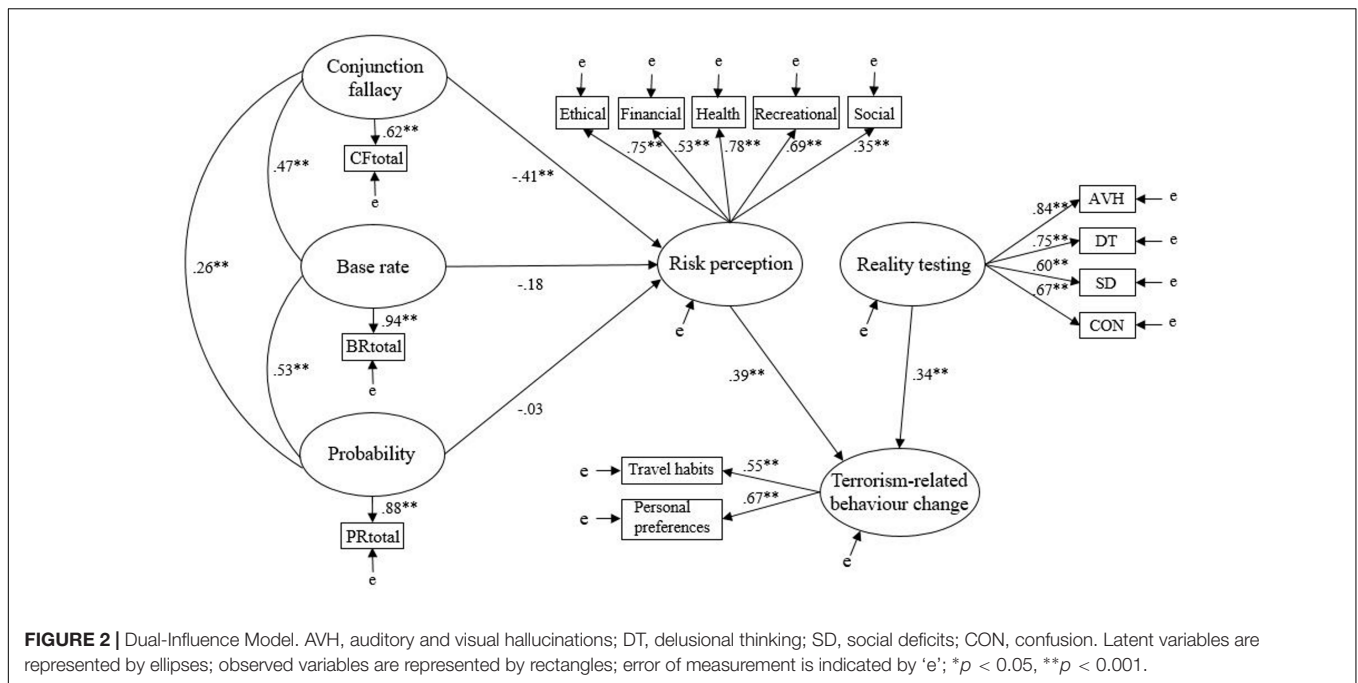 Conjunction
fallacy
.62**
CFtotal
e
.47**
.26**
-.41**
Base rate
-.18
.94**
BRtotal
e
.53**
Probability
-.03
.88**
PRtotal
e
e e e e e
Ethical Financial Health Recreational Social
.75** .53** .78** .69** .35**
Risk perception
e
Reality testing
e
.84** AVH e
.75** DT e
.60** SD e
.67** CON e
.39** .34**
e Travel habits .55**
e Personal
preferences .67**
Terrorism-related
behaviour change
e
FIGURE 2 | Dual-Influence Model. AVH, auditory and visual hallucinations; DT, delusional thinking; SD, social deficits; CON, confusion. Latent variables are
represented by ellipses; observed variables are represented by rectangles; error of measurement is indicated by ‘e’; *p < 0.05, **p < 0.001.